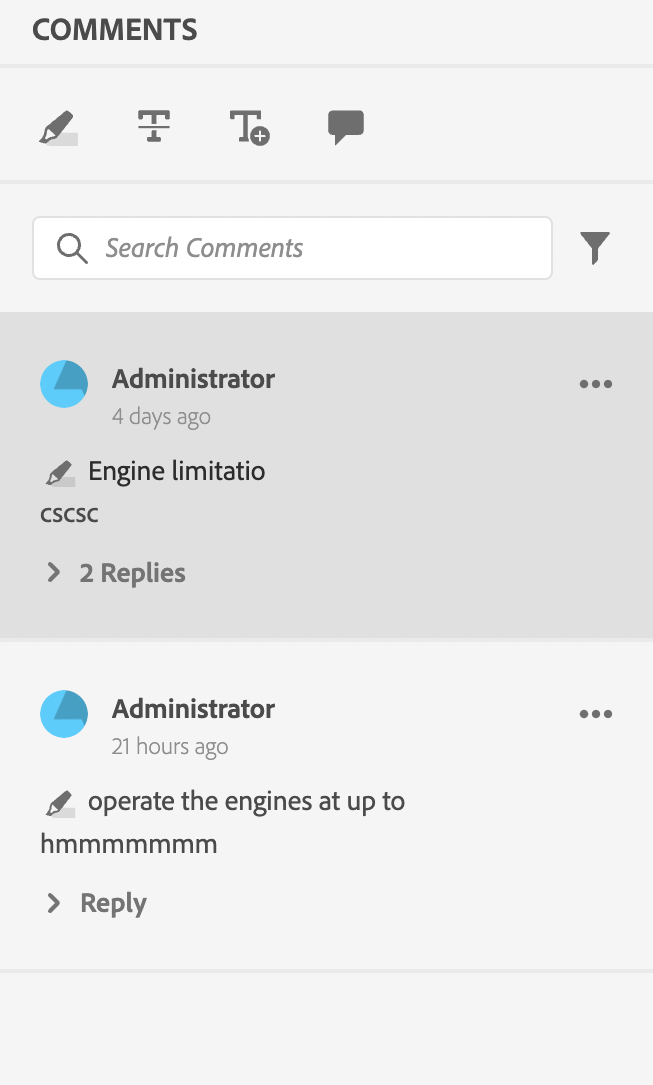 COMMENTS
Search Comments
Administrator
4 days ago
Engine limitatio
cscsc
2 Replies
Administrator
21 hours ago
operate the engines at up to
hmmmmmmm
Reply